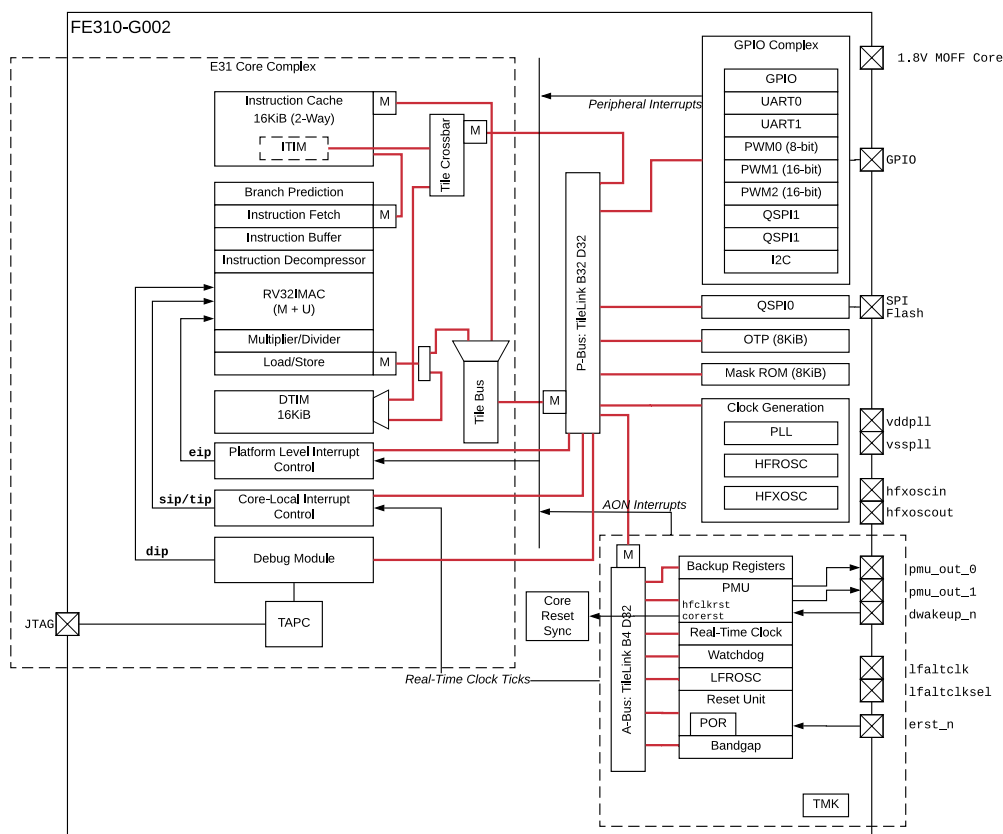 FE310-G002
E31 Core Complex
Instruction Cache
16KiB (2-Way)
ITIM
M
Tile Crossbar
M
Branch Prediction
Instruction Fetch
M
Instruction Buffer
Instruction Decompressor
RV32IMAC
(M + U)
Multiplier/Divider
Load/Store
M
DTIM
16KiB
Tile Bus
eip
Platform Level Interrupt
Control
sip/tip
Core-Local Interrupt
Control
dip
Debug Module
TAPC
JTAG
Peripheral Interrupts
P-Bus: TileLink B32 D32
M
AON Interrupts
Real-Time Clock Ticks
GPIO Complex
GPIO
UART0
UART1
PWM0 (8-bit)
PWM1 (16-bit)
PWM2 (16-bit)
QSPI1
QSPI1
I2C
QSPI0
OTP (8KiB)
Mask ROM (8KiB)
Clock Generation
PLL
HFROSC
HFXOSC
1.8V MOFF Core
GPIO
SPI
Flash
vddpll
vsspll
hfxoscin
hfxoscout
M
A-Bus: TileLink B4 D32
Core
Reset
Sync
Backup Registers
PMU
hfclkrst
corerst
Real-Time Clock
Watchdog
LFROSC
Reset Unit
POR
Bandgap
TMK
pmu_out_0
pmu_out_1
dwakeup_n
lfaltclk
lfaltclksel
erst_n